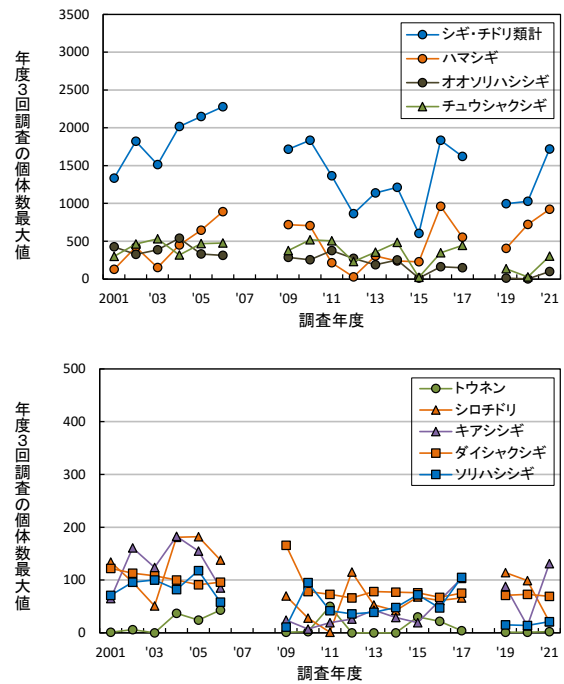 3500
3000
2500
2000
1500
1000
500
0
年度3回調査の個体数最大値
シギ・チドリ類計
ハマシギ
オオソリハシシギ
チュウシャクシギ
2001 '03 '05 '07 '09 '11 '13 '15 '17 '19 '21
調査年度
500
400
300
200
100
0
年度3回調査の個体数最大値
トウネン
シロチドリ
キアシシギ
ダイシャクシギ
ソリハシシギ
2001 '03 '05 '07 '09 '11 '13 '15 '17 '19 '21
調査年度